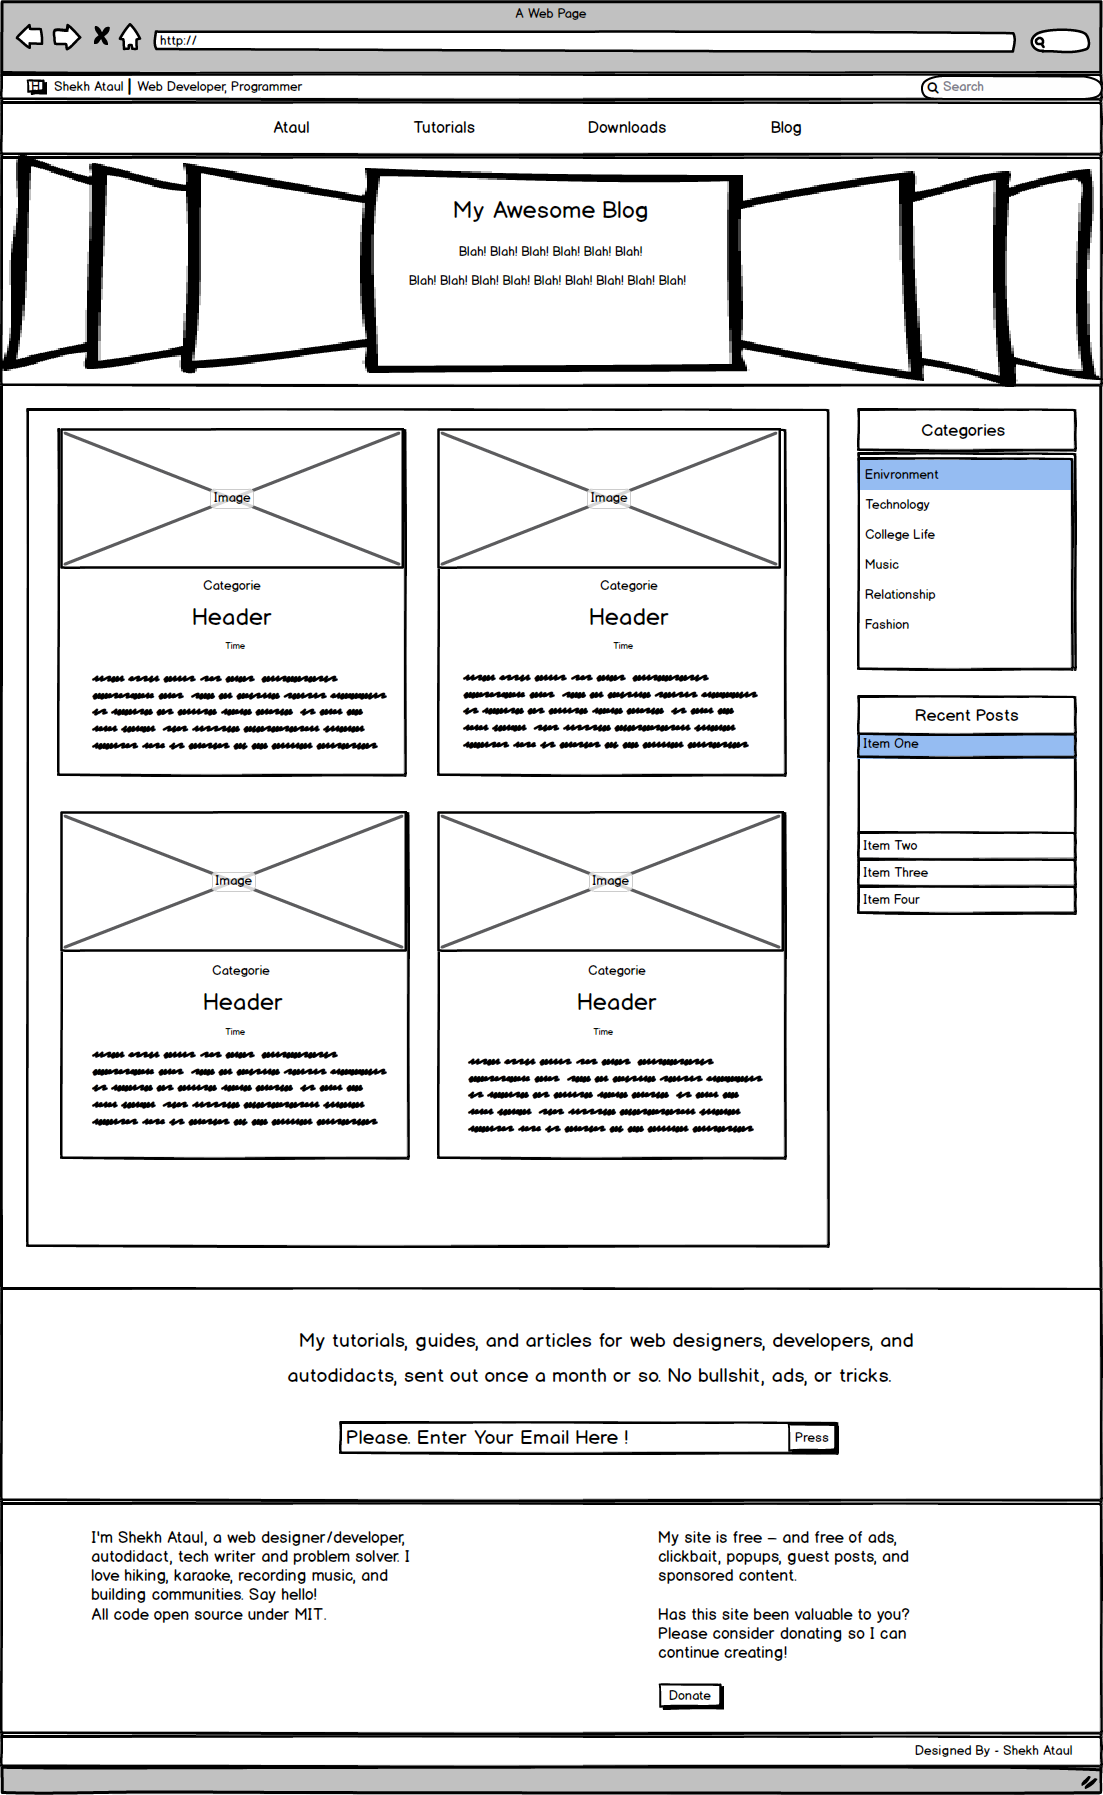 A Web Page
http://
Shekh Ataul | Web Developer, Programmer
Search
Ataul Tutorials Downloads Blog
My Awesome Blog
Blah! Blah! Blah! Blah! Blah! Blah!
Blah! Blah! Blah! Blah! Blah! Blah! Blah! Blah! Blah!
Image
Categorie
Header
Time
Image
Categorie
Header
Time
Image
Categorie
Header
Time
Image
Categorie
Header
Time
Categories
Enivronment
Technology
College Life
Music
Relationship
Fashion
Recent Posts
Item One
Item Two
Item Three
Item Four
My tutorials, guides, and articles for web designers, developers, and
autodidacts, sent out once a month or so. No bullshit, ads, or tricks.
Please. Enter Your Email Here !
Press
I'm Shekh Ataul, a web designer/developer,
autodidact, tech writer and problem solver. I
love hiking, karaoke, recording music, and
building communities. Say hello!
All code open source under MIT.
My site is free – and free of ads,
clickbait, popups, guest posts, and
sponsored content.
Has this site been valuable to you?
Please consider donating so I can
continue creating!
Donate
Designed By - Shekh Ataul